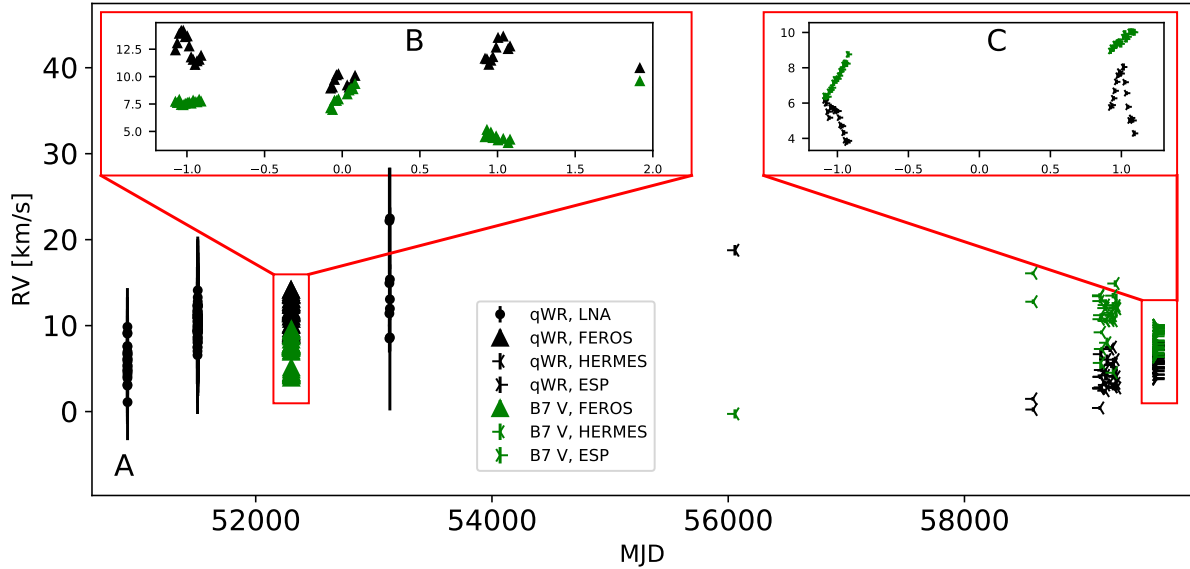 B
12.5
10.0
7.5
5.0
−1.0
−0.5
0.0
0.5
1.0
1.5
2.0
C
10
8
6
4
−1.0
−0.5
0.0
0.5
1.0
RV [km/s]
40
30
20
10
0
A
qWR, LNA
qWR, FEROS
qWR, HERMES
qWR, ESP
B7 V, FEROS
B7 V, HERMES
B7 V, ESP
52000
54000
56000
58000
MJD